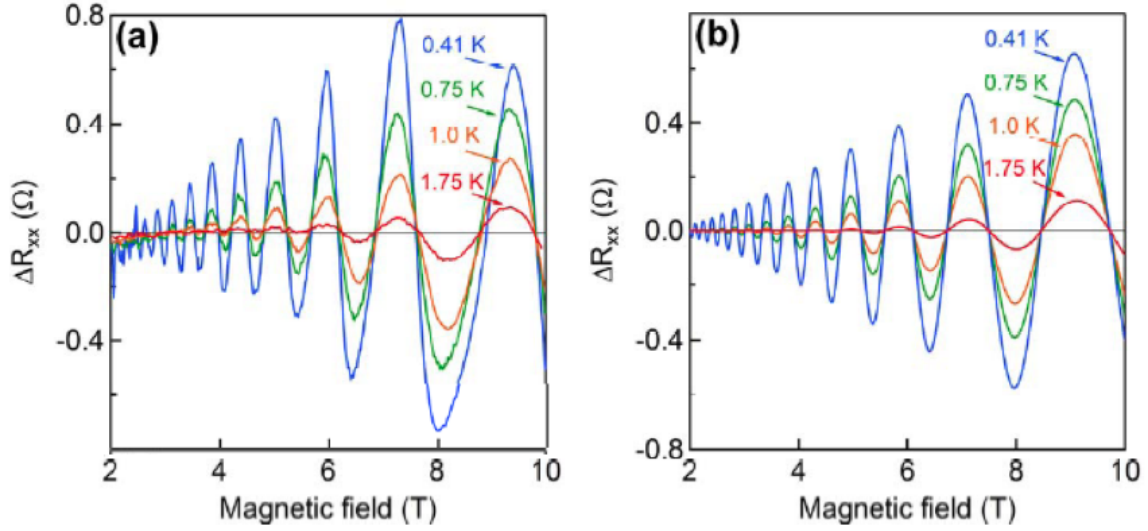 (a)
0.8
0.4
0.0
-0.4
ΔRxx (Ω)
0.41 K
0.75 K
1.0 K
1.75 K
2 4 6 8 10
Magnetic field (T)
(b)
0.4
0.0
-0.4
-0.8
ΔRxx (Ω)
0.41 K
0.75 K
1.0 K
1.75 K
2 4 6 8 10
Magnetic field (T)